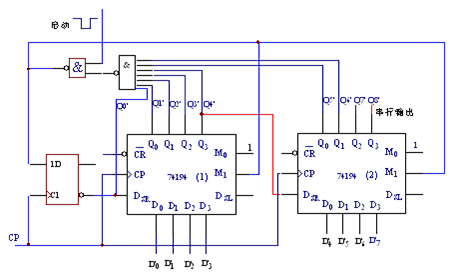 启动
&
&
Q0'
Q1' Q2' Q3' Q4'
Q5' Q6' Q7' Q8'
串行输出
1D
C1
CP
Q0 Q1 Q2 Q3
CR
CP
DSR
M0
M1
DSL
74194 (1)
D0 D1 D2 D3
1
D'0 D'1 D'2 D'3
Q0 Q1 Q2 Q3
CR
CP
DSR
M0
M1
DSL
74194 (2)
D0 D1 D2 D3
1
D'4 D'5 D'6 D'7